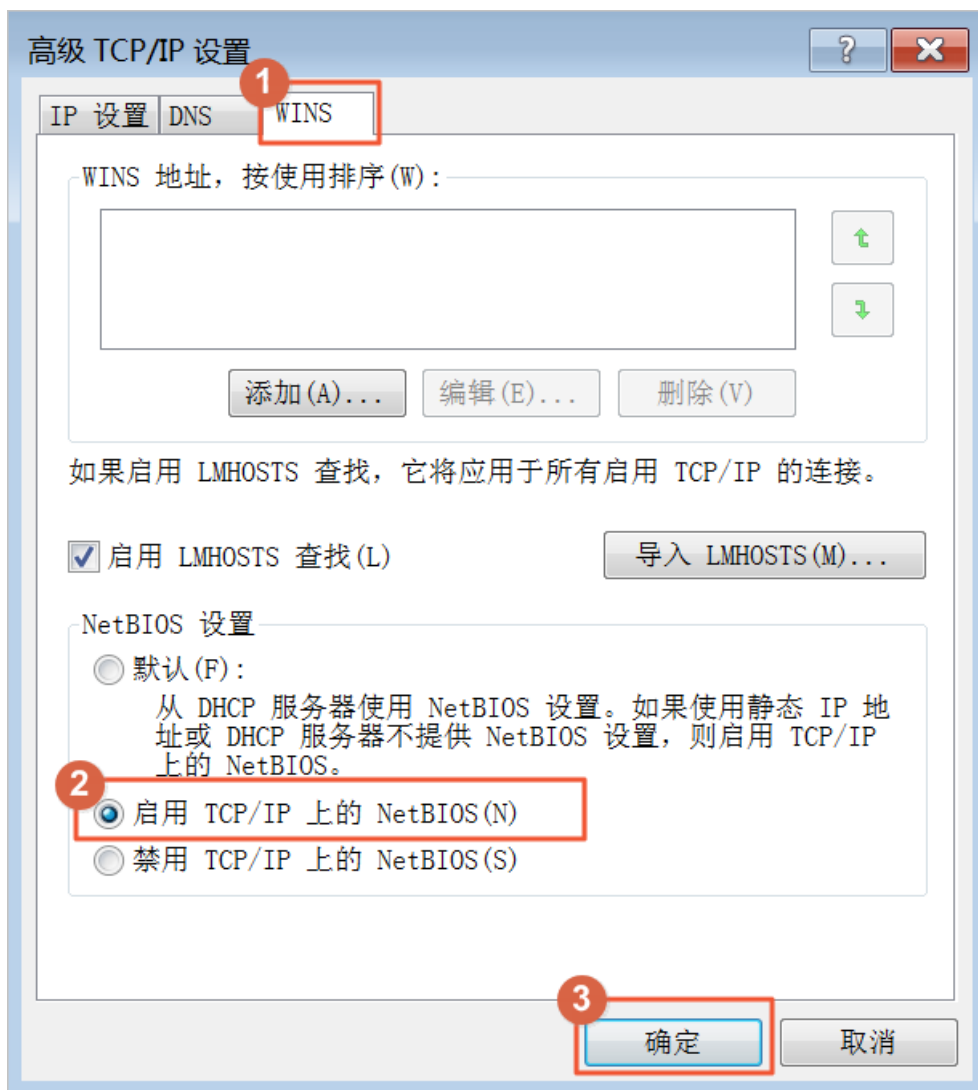 高级 TCP/IP 设置
?
1
IP 设置 DNS WINS
WINS 地址，按使用排序(W):
添加(A)... 编辑(E)... 删除(V)
如果启用 LMHOSTS 查找，它将应用于所有启用 TCP/IP 的连接。
启用 LMHOSTS 查找(L) 导入 LMHOSTS(M)...
NetBIOS 设置
默认(F):
从 DHCP 服务器使用 NetBIOS 设置。如果使用静态 IP 地
址或 DHCP 服务器不提供 NetBIOS 设置，则启用 TCP/IP
上的 NetBIOS。
2
启用 TCP/IP 上的 NetBIOS(N)
禁用 TCP/IP 上的 NetBIOS(S)
3
确定 取消